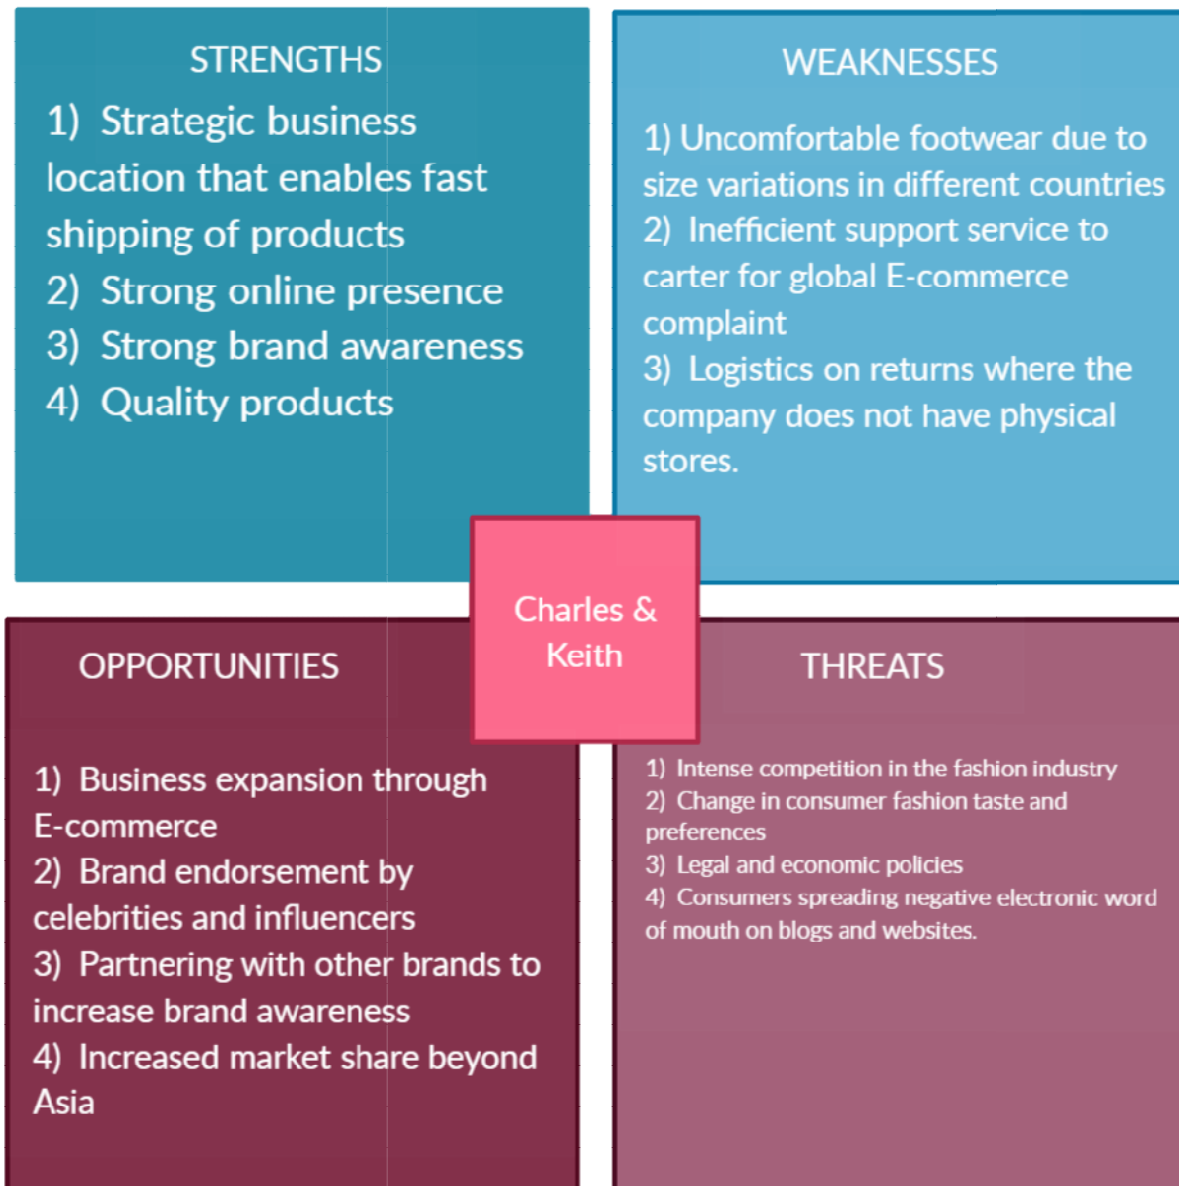 STRENGTHS
1) Strategic business
location that enables fast
shipping of products
2) Strong online presence
3) Strong brand awareness
4) Quality products
WEAKNESSES
1) Uncomfortable footwear due to
size variations in different countries
2) Inefficient support service to
carter for global E-commerce
complaint
3) Logistics on returns where the
company does not have physical
stores.
Charles &
Keith
OPPORTUNITIES
1) Business expansion through
E-commerce
2) Brand endorsement by
celebrities and influencers
3) Partnering with other brands to
increase brand awareness
4) Increased market share beyond
Asia
THREATS
1) Intense competition in the fashion industry
2) Change in consumer fashion taste and
preferences
3) Legal and economic policies
4) Consumers spreading negative electronic word
of mouth on blogs and websites.